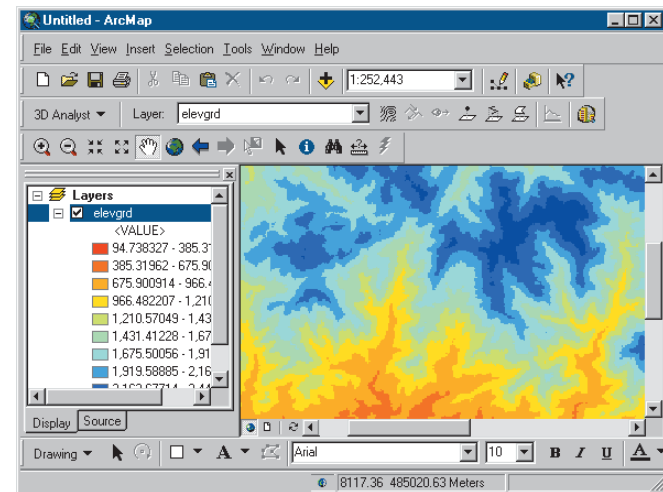 Untitled - ArcMap
File Edit View Insert Selection Tools Window Help
1:252,443
3D Analyst Layer: elevgrd
Layers
elevgrd
<VALUE>
94.738327 - 385.31
385.31962 - 675.90
675.900914 - 966.4
966.482207 - 1,210
1,210.57049 - 1,43
1,431.41228 - 1,67
1,675.50056 - 1,91
1,919.58885 - 2,16
Display Source
Drawing A Arial 10 B I U A
8117.36 485020.63 Meters